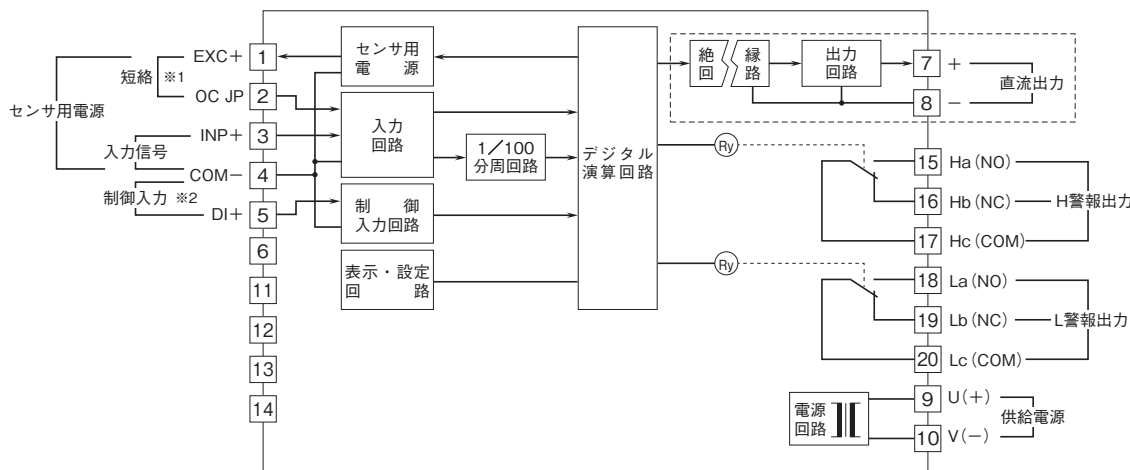 センサ用電源
短絡 ※1
入力信号
制御入力 ※2
EXC+
OC JP
INP+
COM−
DI+
1
2
3
4
5
6
11
12
13
14
センサ用
電源
入力
回路
1/100
分周回路
制御
入力回路
表示・設定
回路
デジタル
演算回路
絶縁
回路
出力
回路
Ry
Ry
電源
回路
7
8
15
16
17
18
19
20
9
10
+
−
直流出力
Ha(NO)
Hb(NC)
Hc(COM)
H警報出力
La(NO)
Lb(NC)
Lc(COM)
L警報出力
U(+)
V(−)
供給電源